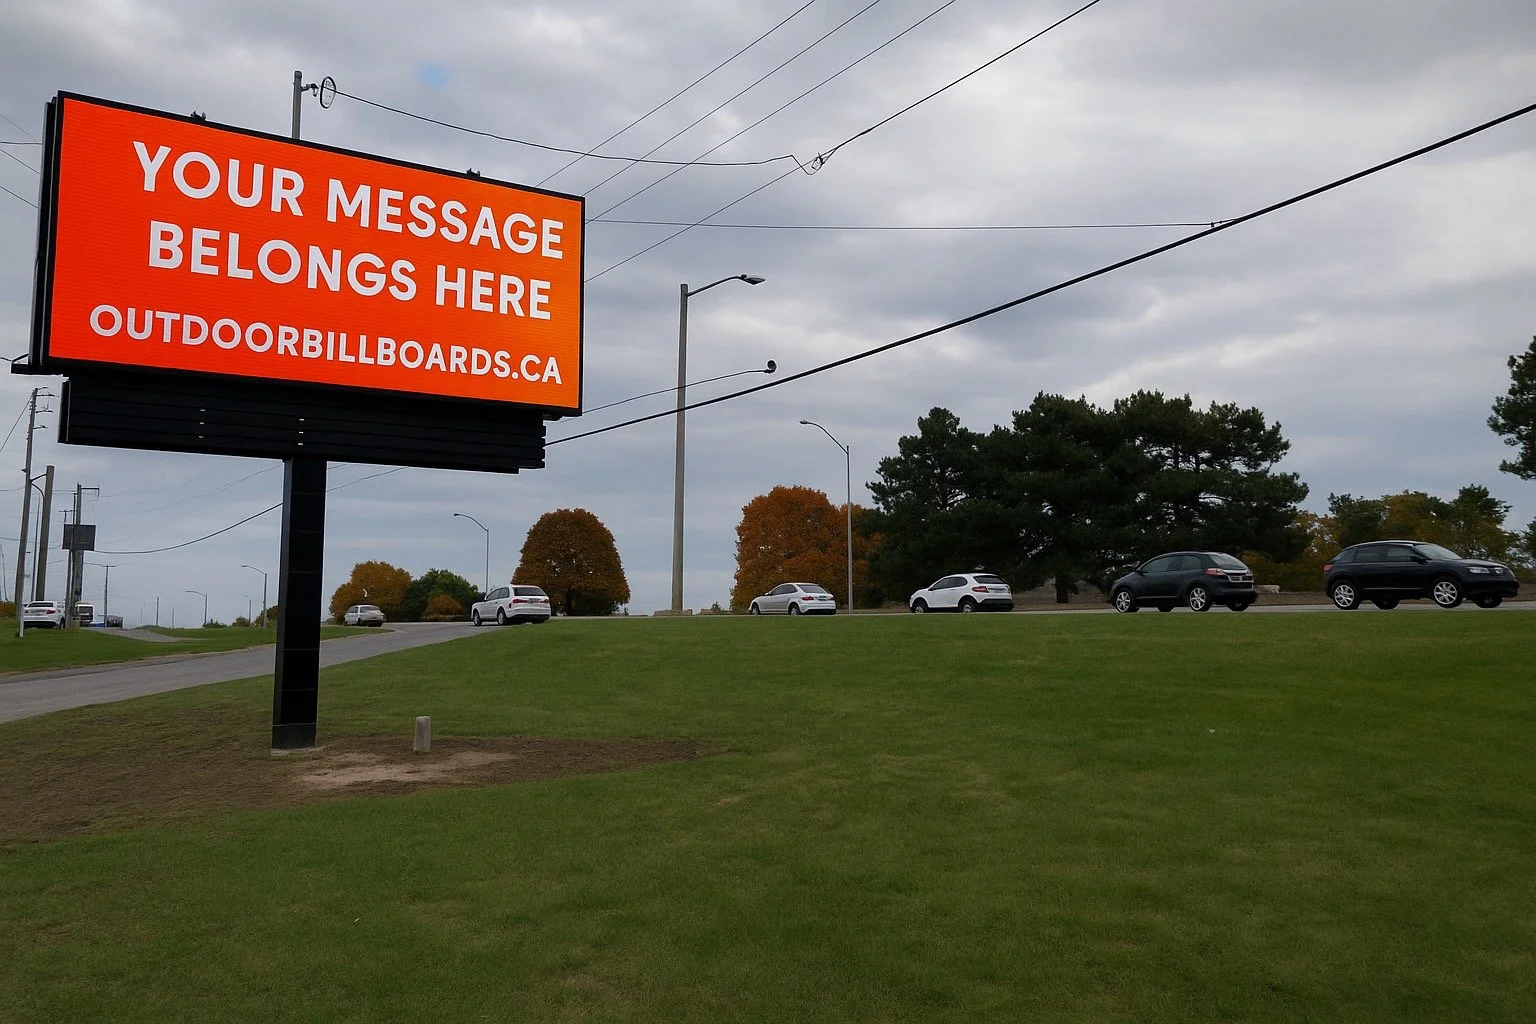 YOUR MESSAGE
BELONGS HERE
OUTDOORBILLBOARDS.CA